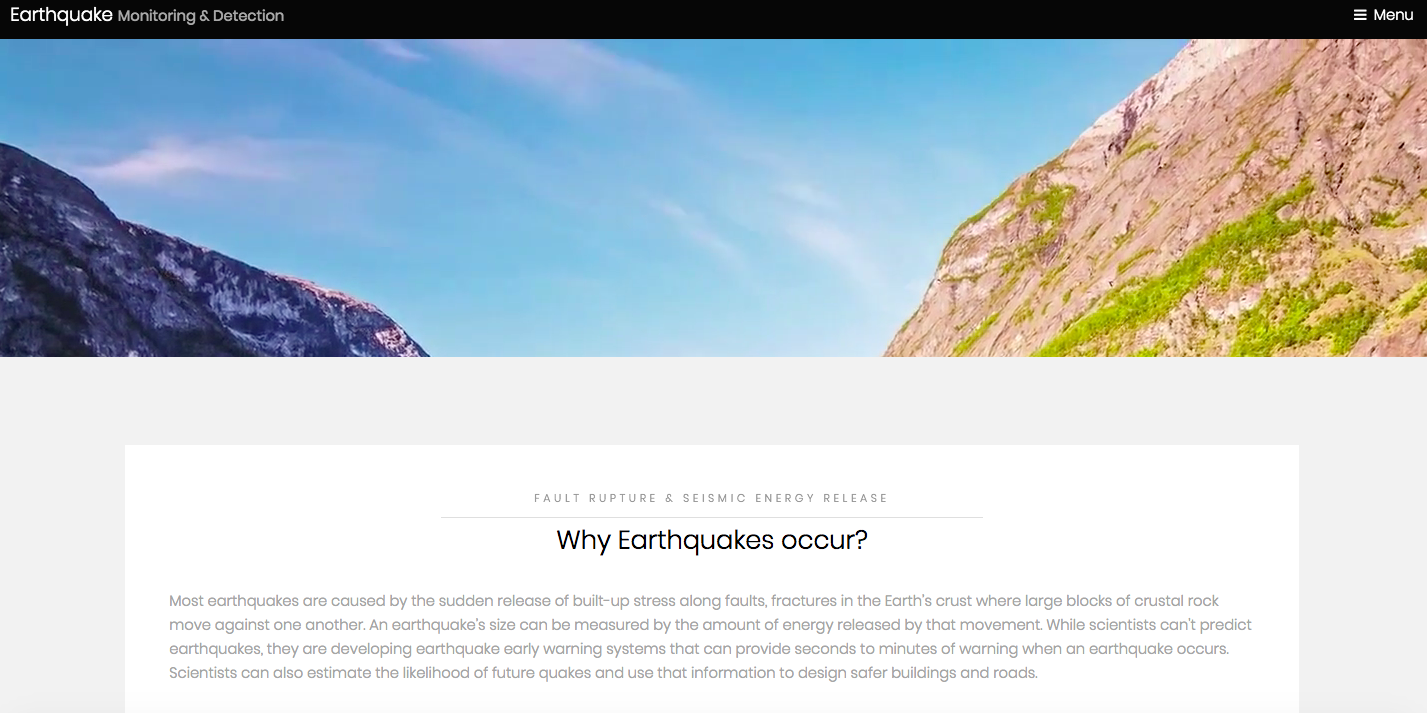 Earthquake Monitoring & Detection
Menu
FAULT RUPTURE & SEISMIC ENERGY RELEASE
Why Earthquakes occur?
Most earthquakes are caused by the sudden release of built-up stress along faults, fractures in the Earth's crust where large blocks of crustal rock
move against one another. An earthquake's size can be measured by the amount of energy released by that movement. While scientists can't predict
earthquakes, they are developing earthquake early warning systems that can provide seconds to minutes of warning when an earthquake occurs.
Scientists can also estimate the likelihood of future quakes and use that information to design safer buildings and roads.